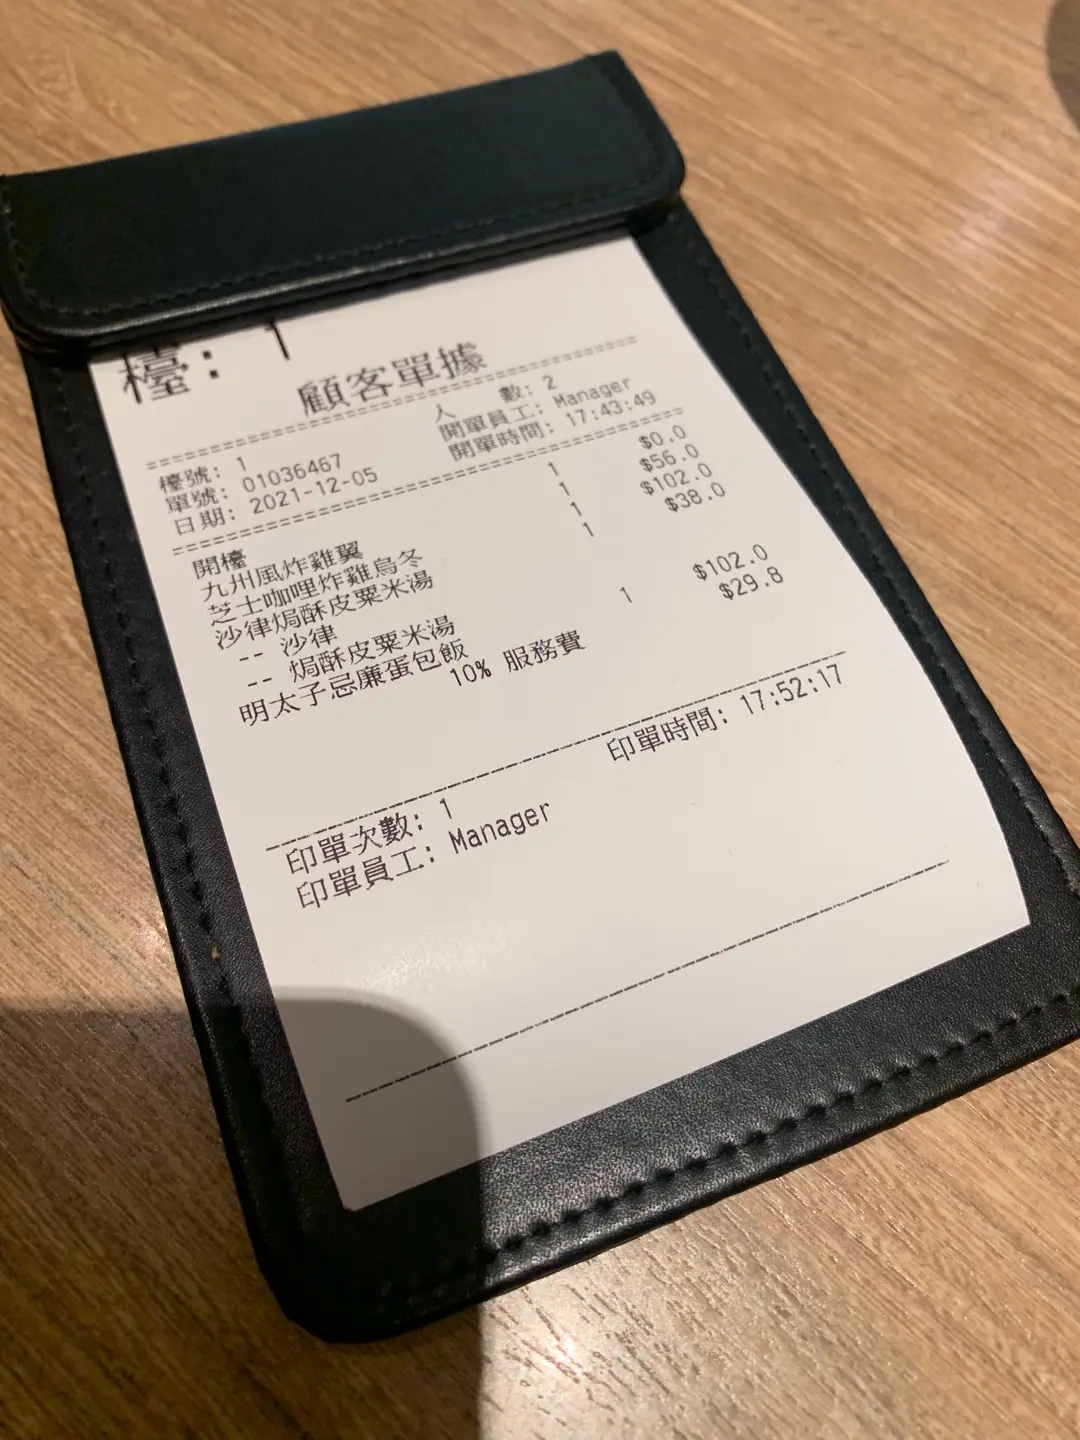 檯: 1
顧客單據
檯號: 1 人 數: 2
單號: 01036467 開單員工: Manager
日期: 2021-12-05 開單時間: 17:43:49
開檯 1 $0.0
九州風炸雞翼 1 $56.0
芝士咖哩炸雞烏冬 1 $102.0
沙律焗酥皮粟米湯 1 $38.0
-- 沙律
-- 焗酥皮粟米湯
明太子忌廉蛋包飯 1 $102.0
10% 服務費 $29.8
印單次數: 1 印單時間: 17:52:17
印單員工: Manager